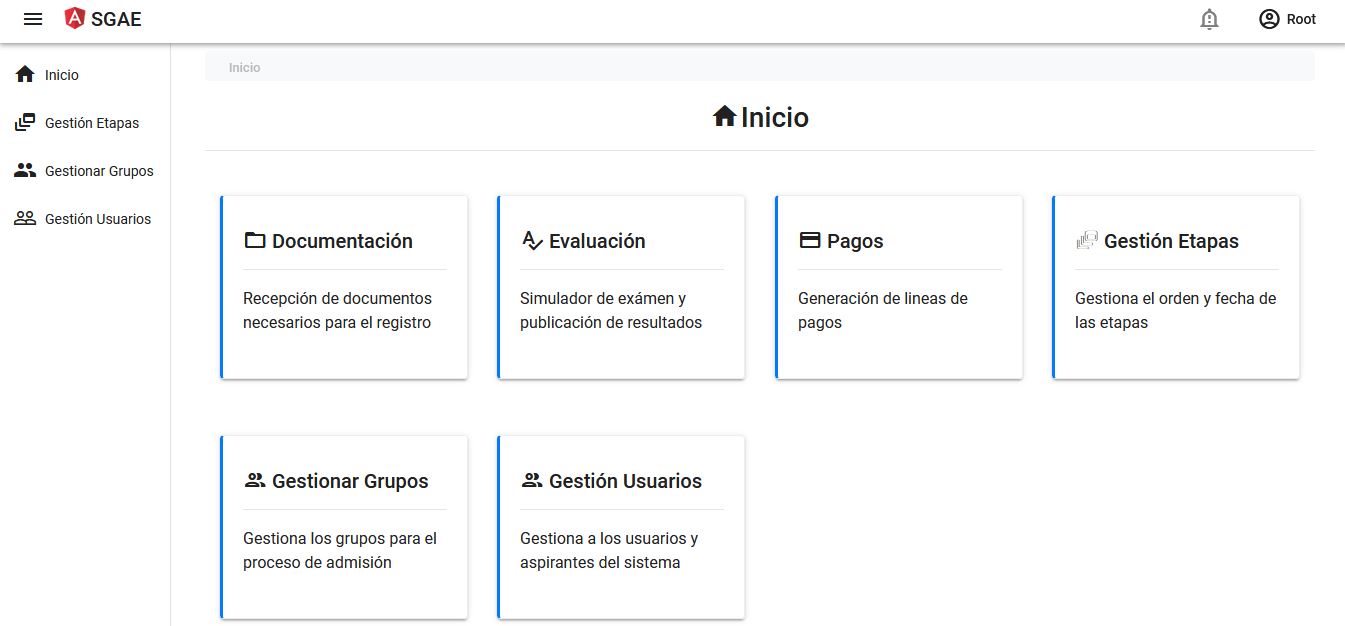 SGAE
Root
Inicio
Gestión Etapas
Gestionar Grupos
Gestión Usuarios
Inicio
Inicio
Documentación
Recepción de documentos
necesarios para el registro
Evaluación
Simulador de exámen y
publicación de resultados
Pagos
Generación de lineas de
pagos
Gestión Etapas
Gestiona el orden y fecha de
las etapas
Gestionar Grupos
Gestiona los grupos para el
proceso de admisión
Gestión Usuarios
Gestiona a los usuarios y
aspirantes del sistema